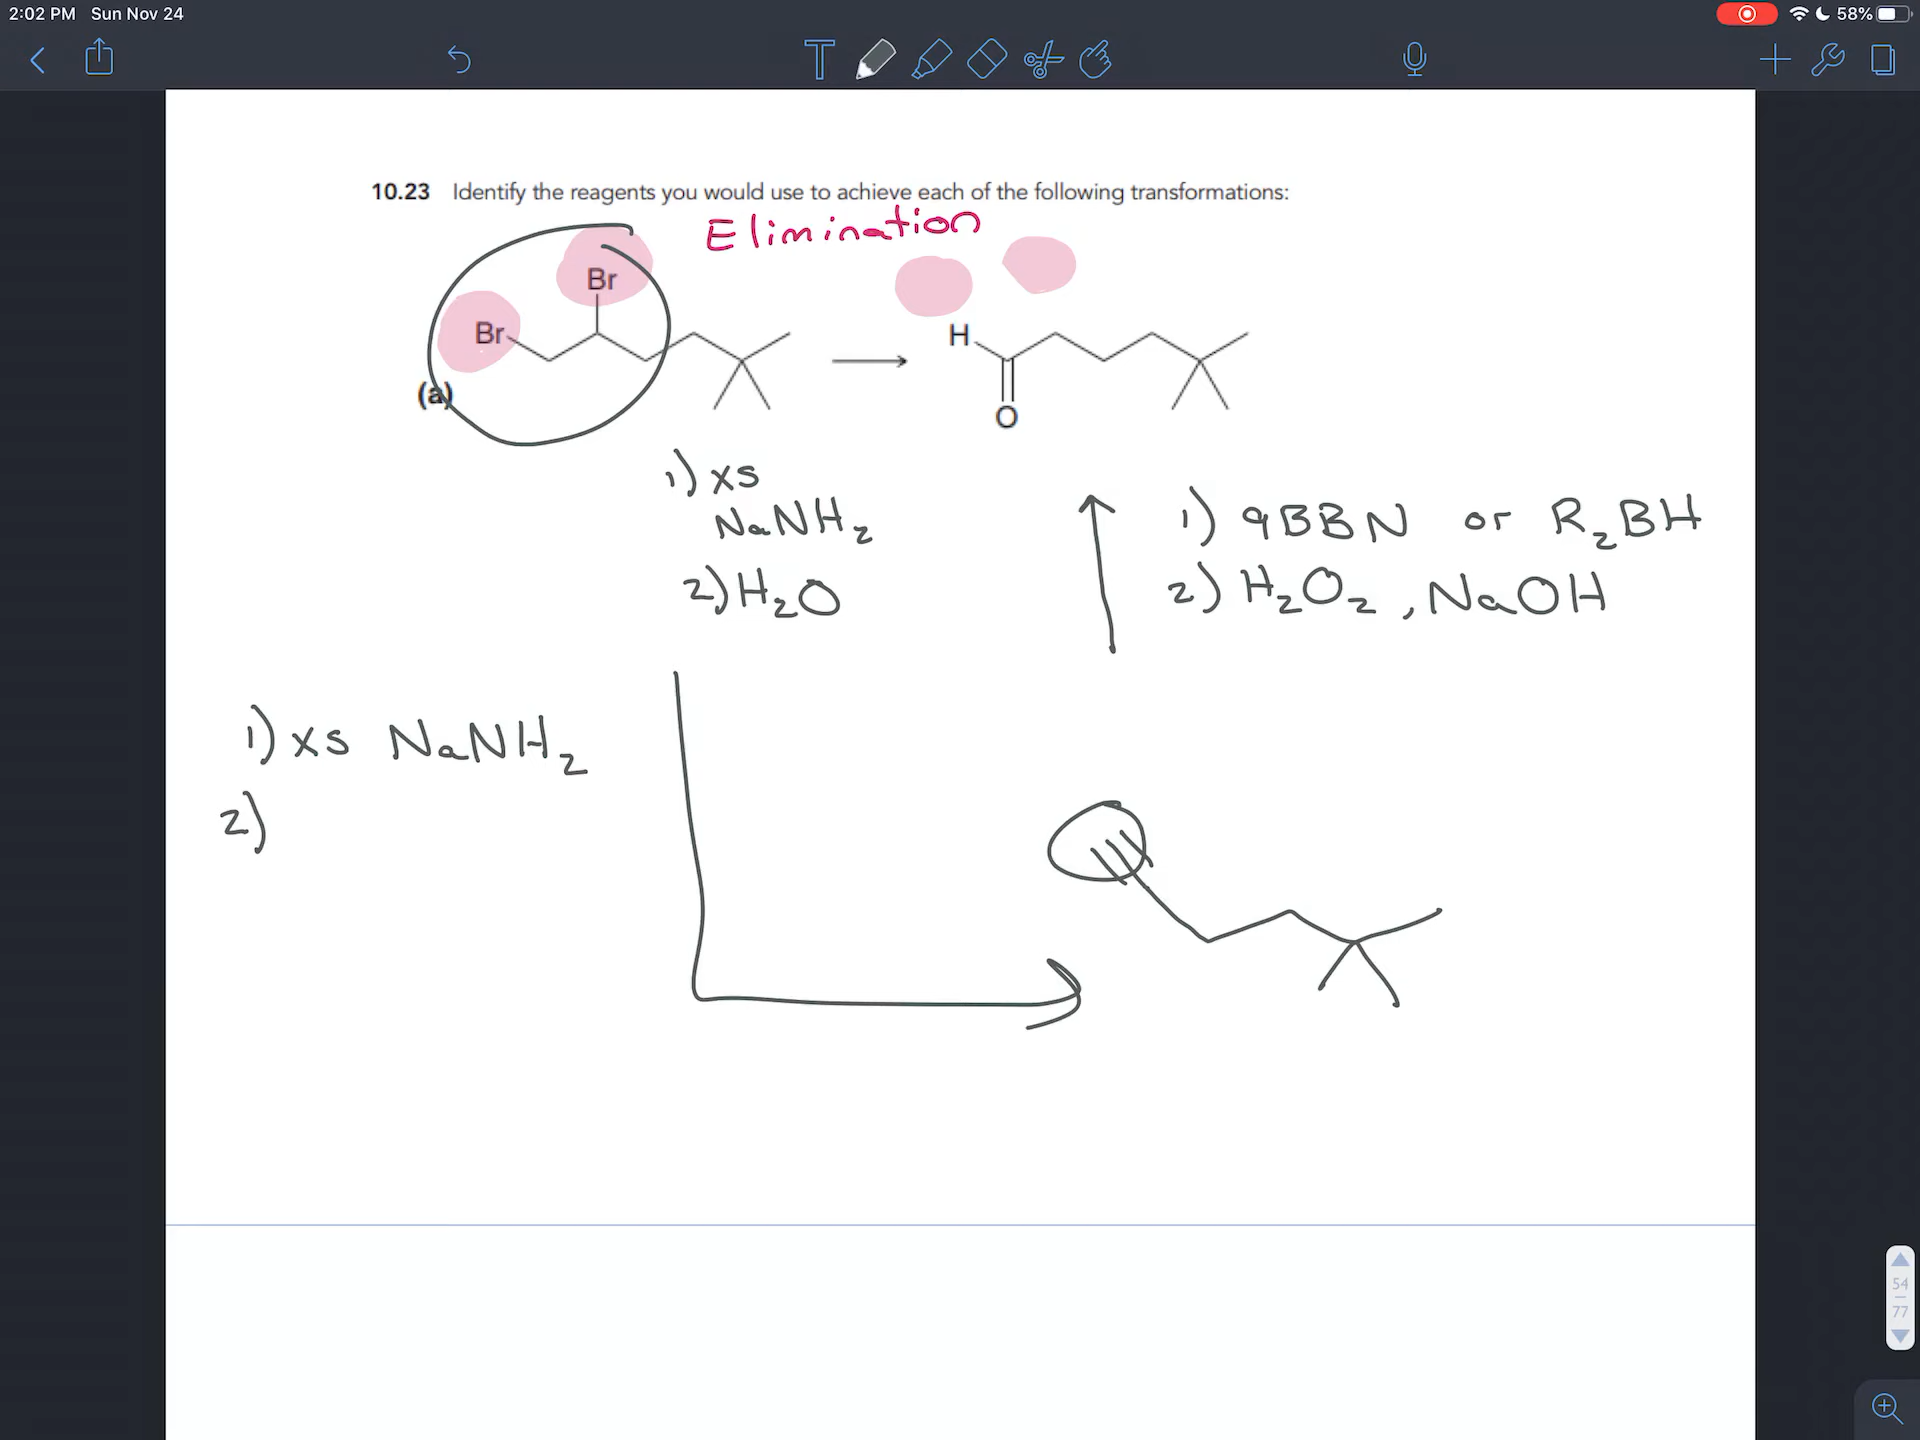 2:02 PM Sun Nov 24
58%
T
10.23 Identify the reagents you would use to achieve each of the following transformations:
Elimination
Br
Br
H
(a)
O
1) xs
NaNH₂
2) H₂O
1) 9BBN or R₂BH
2) H₂O₂, NaOH
1) xs NaNH₂
2)
54
77